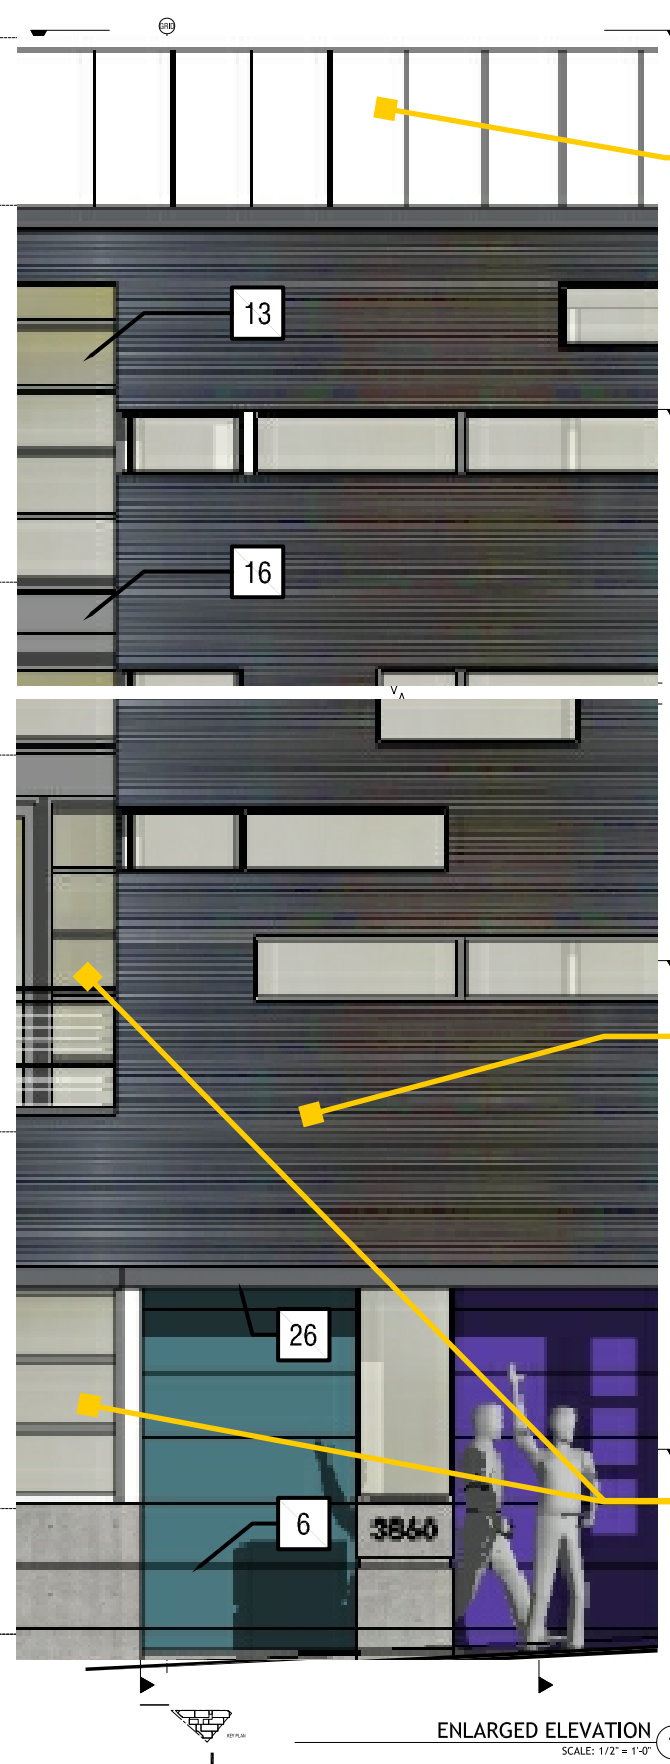 GRID
13
16
26
6
3860
KEY PLAN
ENLARGED ELEVATION
SCALE: 1/2" = 1'-0"